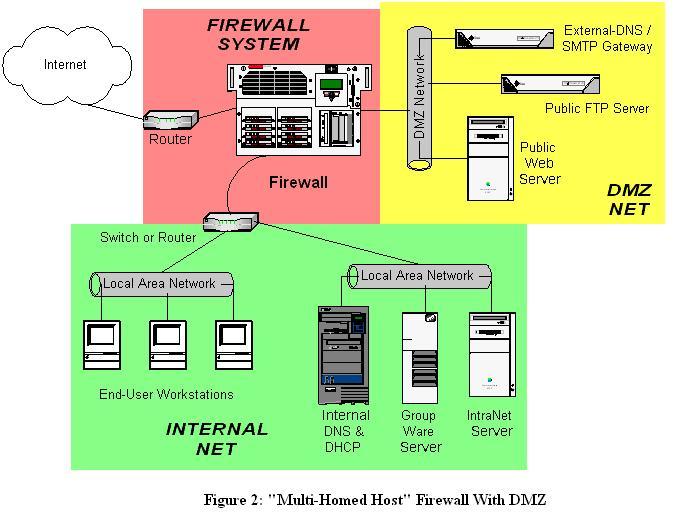 FIREWALL
SYSTEM
Internet
Router
Firewall
DMZ Network
External-DNS /
SMTP Gateway
Public FTP Server
Public
Web
Server
DMZ
NET
Switch or Router
Local Area Network
Local Area Network
End-User Workstations
Internal
DNS &
DHCP
Group
Ware
Server
IntraNet
Server
INTERNAL
NET
Figure 2: "Multi-Homed Host" Firewall With DMZ